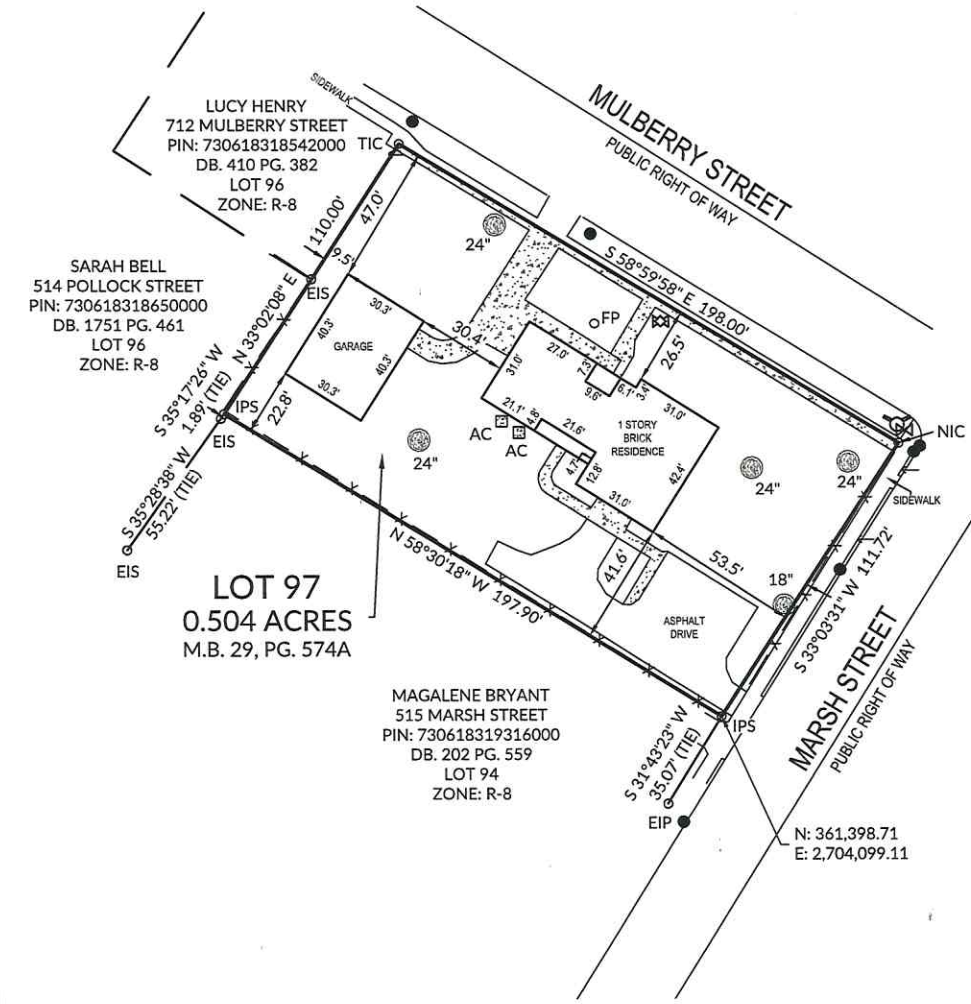 SIDEWALK
LUCY HENRY
712 MULBERRY STREET
PIN: 730618318542000
DB. 410 PG. 382
LOT 96
ZONE: R-8
TIC
MULBERRY STREET
PUBLIC RIGHT OF WAY
SARAH BELL
514 POLLOCK STREET
PIN: 730618318650000
DB. 1751 PG. 461
LOT 96
ZONE: R-8
110.00'
N 33°02'08" E
47.0'
9.5'
EIS
24"
S 58°59'58" E 198.00'
FP
30.3'
40.3'
GARAGE
40.3'
30.3'
30.4'
22.8'
31.0'
27.0'
7.3'
9.6'
6.1'
3.4'
26.5'
31.0'
21.1'
4.8'
21.6'
1 STORY
BRICK
RESIDENCE
42.4'
4.7'
12.8'
31.0'
AC
AC
24"
24"
24"
NIC
SIDEWALK
S 35°17'26" W
1.89' (TIE)
IPS
EIS
S 35°28'38" W
55.22' (TIE)
EIS
N 58°30'18" W 197.90'
41.6'
53.5'
18"
S 33°03'31" W 111.72'
ASPHALT
DRIVE
LOT 97
0.504 ACRES
M.B. 29, PG. 574A
MAGALENE BRYANT
515 MARSH STREET
PIN: 730618319316000
DB. 202 PG. 559
LOT 94
ZONE: R-8
S 31°43'23" W
35.07' (TIE)
IPS
EIP
MARSH STREET
PUBLIC RIGHT OF WAY
N: 361,398.71
E: 2,704,099.11